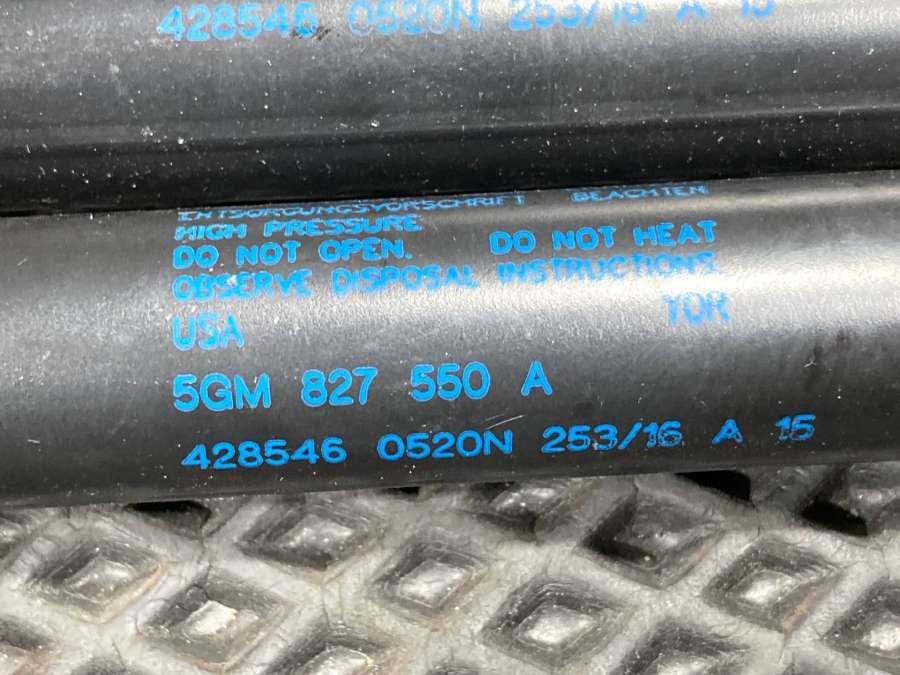 428546 0520N 253/16 A 15
ENTSORGUNGSVORSCHRIFT BEACHTEN
HIGH PRESSURE
DO NOT OPEN. DO NOT HEAT
OBSERVE DISPOSAL INSTRUCTIONS.
USA YOR
5GM 827 550 A
428546 0520N 253/16 A 15